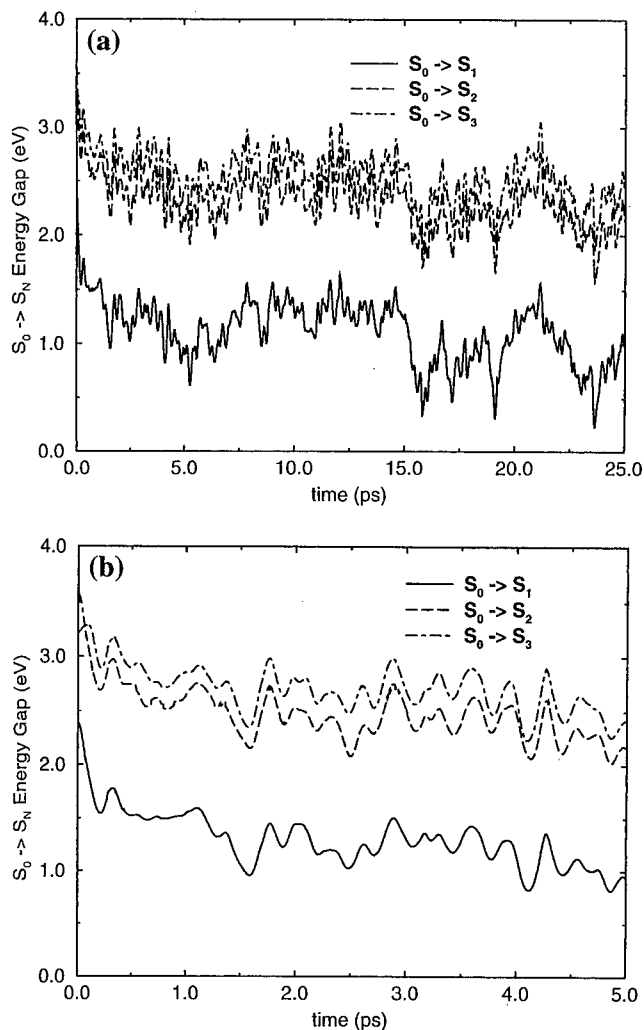 (a)
4.0
3.0
2.0
1.0
0.0
S₀ -> S_N Energy Gap (eV)
S₀ -> S₁
S₀ -> S₂
S₀ -> S₃
0.0 5.0 10.0 15.0 20.0 25.0
time (ps)
(b)
4.0
3.0
2.0
1.0
0.0
S₀ -> S_N Energy Gap (eV)
S₀ -> S₁
S₀ -> S₂
S₀ -> S₃
0.0 1.0 2.0 3.0 4.0 5.0
time (ps)